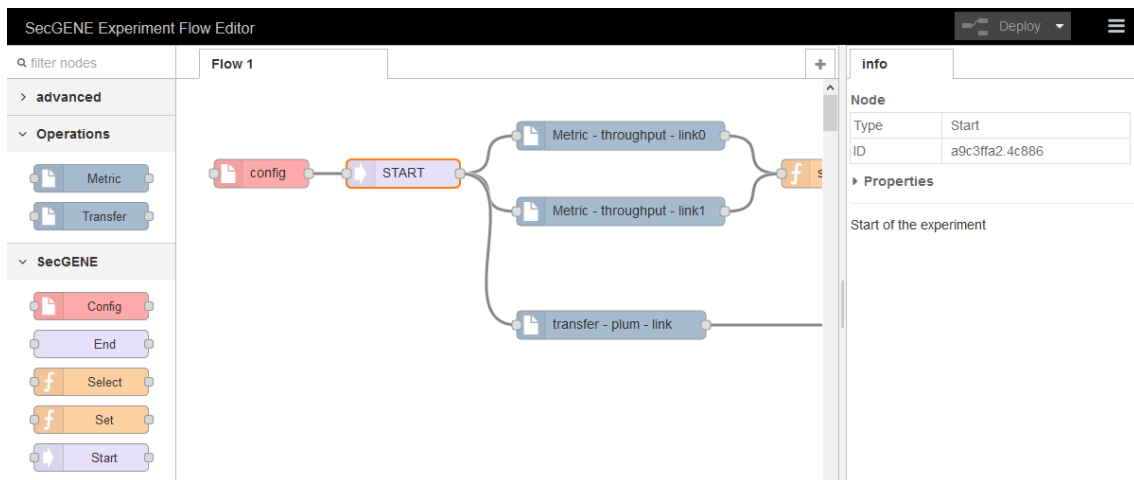 SecGENE Experiment Flow Editor
Deploy
filter nodes
advanced
Operations
Metric
Transfer
SecGENE
Config
End
Select
Set
Start
Flow 1
config
START
Metric - throughput - link0
Metric - throughput - link1
transfer - plum - link
s
info
Node
Type Start
ID a9c3ffa2.4c886
Properties
Start of the experiment